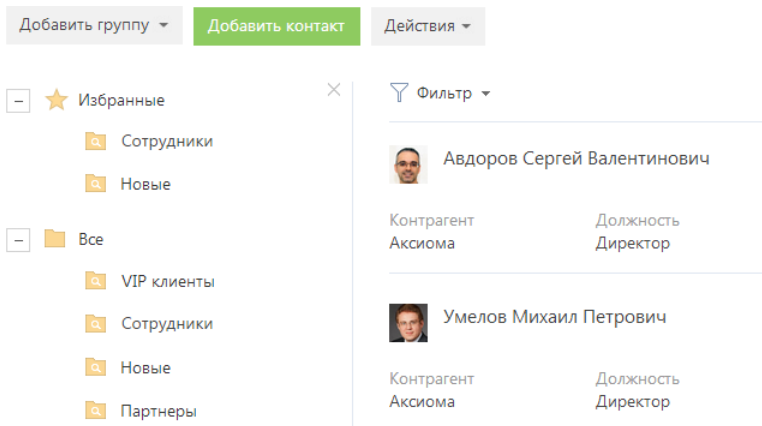 Добавить группу
Добавить контакт
Действия
Избранные
Сотрудники
Новые
Все
VIP клиенты
Сотрудники
Новые
Партнеры
Фильтр
Авдоров Сергей Валентинович
Контрагент Должность
Аксиома Директор
Умелов Михаил Петрович
Контрагент Должность
Аксиома Директор